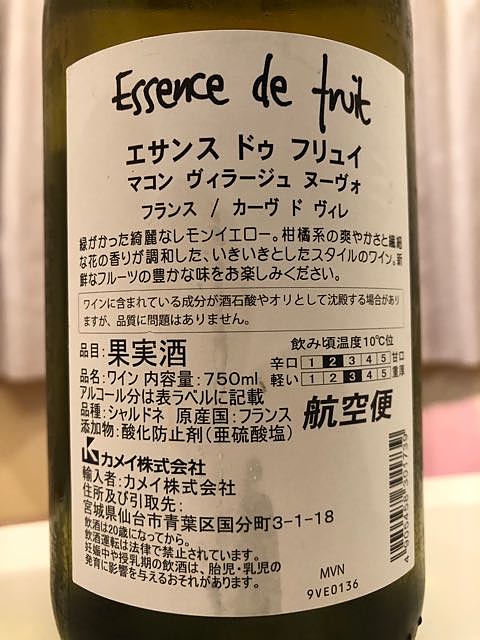 Essence de fruit
エサンス ドゥ フリュイ
マコン ヴィラージュ ヌーヴォ
フランス / カーヴ ド ヴィレ
緑がかった綺麗なレモンイエロー。柑橘系の爽やかさと繊細
な花の香りが調和した、いきいきとしたスタイルのワイン。新
鮮なフルーツの豊かな味をお楽しみください。
ワインに含まれている成分が酒石酸やオリとして沈殿する場合があり
ますが、品質に問題はありません。
飲み頃温度10℃位
品目:果実酒
辛口 1 2 3 4 5 甘口
軽い 1 2 3 4 5 重厚
品名:ワイン 内容量:750ml
アルコール分は表ラベルに記載
品種:シャルドネ 原産国:フランス
添加物:酸化防止剤(亜硫酸塩)
航空便
K カメイ株式会社
輸入者:カメイ株式会社
住所及び引取先:
宮城県仙台市青葉区国分町3-1-18
飲酒は20歳になってから。
飲酒運転は法律で禁止されています。
妊娠中や授乳期の飲酒は、胎児・乳児の
発育に影響を与えるおそれがあります。
MVN
9VE0136
4 905458 301739